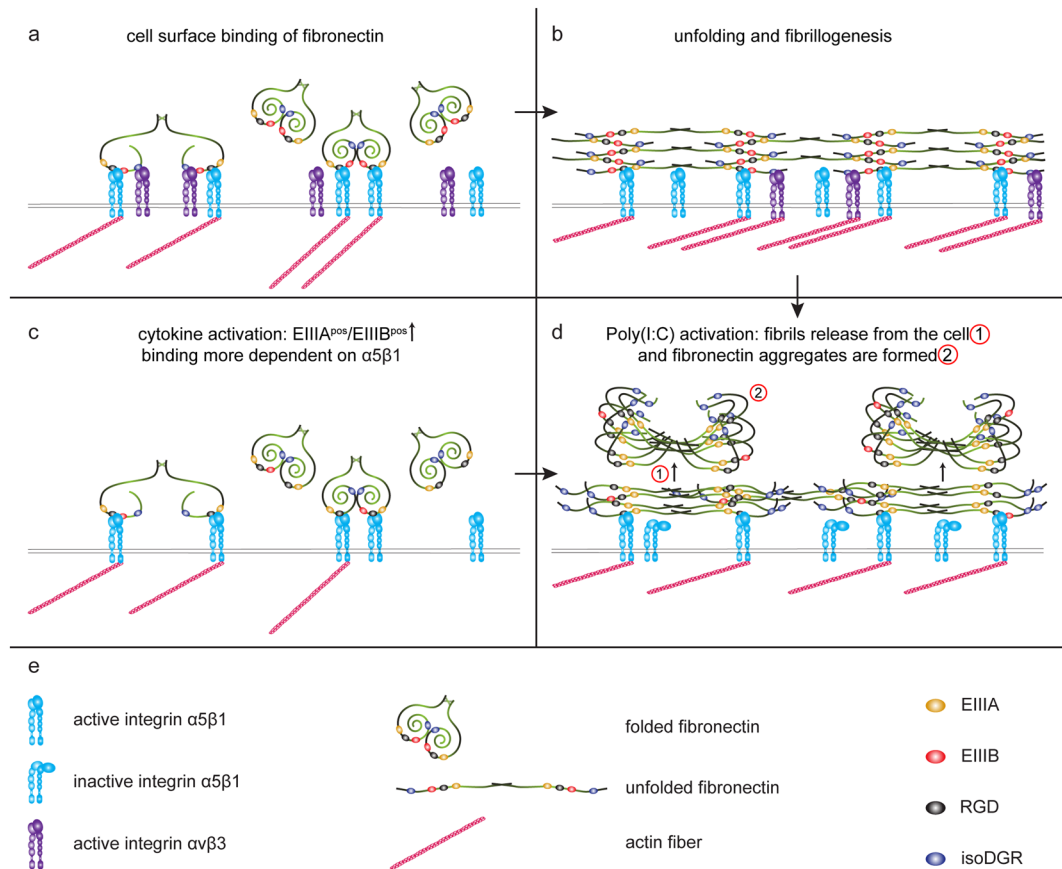 a
cell surface binding of fibronectin
b
unfolding and fibrillogenesis
c
cytokine activation: EIIIAᵖᵒˢ/EIIIBᵖᵒˢ↑
binding more dependent on α5β1
d
Poly(I:C) activation: fibrils release from the cell 1
and fibronectin aggregates are formed 2
2
1
e
active integrin α5β1
inactive integrin α5β1
active integrin αvβ3
folded fibronectin
unfolded fibronectin
actin fiber
EIIIA
EIIIB
RGD
isoDGR